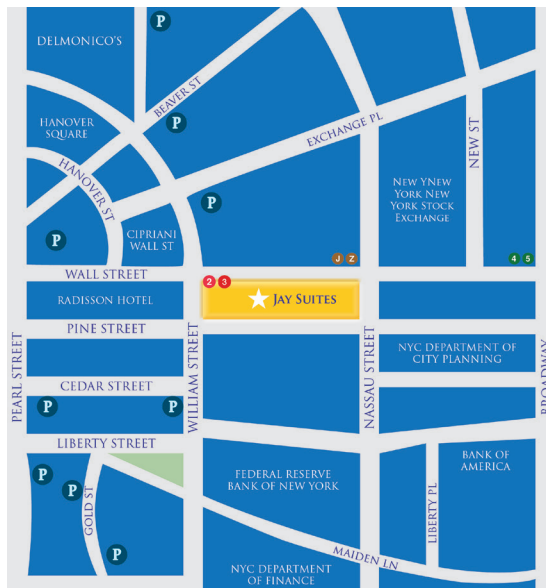 P
DELMONICO'S
BEAVER ST
P
HANOVER
SQUARE
EXCHANGE PL
NEW ST
HANOVER ST
NEW YNEW
YORK NEW
YORK STOCK
EXCHANGE
P
P
CIPRIANI
WALL ST
J Z
4 5
WALL STREET
2 3
RADISSON HOTEL
JAY SUITES
PINE STREET
NYC DEPARTMENT OF
CITY PLANNING
PEARL STREET
WILLIAM STREET
NASSAU STREET
BROADWAY
CEDAR STREET
P
P
LIBERTY STREET
BANK OF
AMERICA
P
P
GOLD ST
FEDERAL RESERVE
BANK OF NEW YORK
LIBERTY PL
P
MAIDEN LN
NYC DEPARTMENT
OF FINANCE